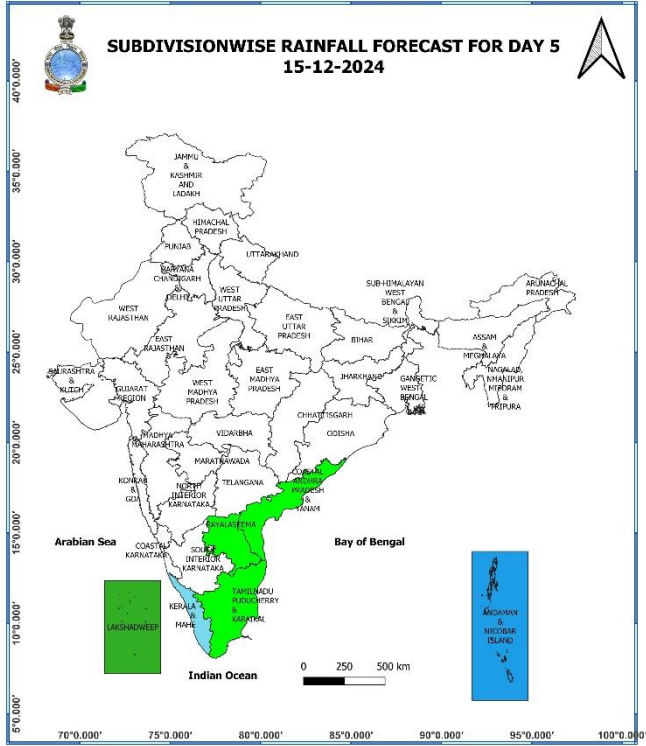 SUBDIVISIONWISE RAINFALL FORECAST FOR DAY 5
15-12-2024
40°0.000'
35°0.000'
30°0.000'
25°0.000'
20°0.000'
15°0.000'
10°0.000'
5°0.000'
JAMMU
&
KASHMIR
AND
LADAKH
HIMACHAL
PRADESH
PUNJAB
UTTARAKHAND
HARYANA
CHANDIGARH
&
DELHI
WEST
UTTAR
PRADESH
SUB-HIMALAYAN
WEST
BENGAL
&
SIKKIM
ARUNACHAL
PRADESH
WEST
RAJASTHAN
EAST
RAJASTHAN
EAST
UTTAR
PRADESH
BIHAR
ASSAM
&
MEGHALAYA
NAGALAD
NMANIPUR
MIZORAM
&
TRIPURA
SAURASHTRA
&
KUTCH
GUJARAT
REGION
WEST
MADHYA
PRADESH
EAST
MADHYA
PRADESH
JHARKHAND
GANGETIC
WEST
BENGAL
CHHATTISGARH
ODISHA
MADHYA
MAHARASHTRA
VIDARBHA
MARATHAWADA
KONKAN
&
GOA
NORTH
INTERIOR
KARNATAKA
TELANGANA
COASTAL
ANDHRA
PRADESH
&
YANAM
RAYALASEEMA
Arabian Sea
COASTAL
KARNATAKA
SOUTH
INTERIOR
KARNATAKA
Bay of Bengal
LAKSHADWEEP
KERALA
&
MAHE
TAMILNADU
PUDUCHERRY
&
KARAIKAL
ANDAMAN
&
NICOBAR
ISLAND
Indian Ocean
0 250 500 km
70°0.000' 75°0.000' 80°0.000' 85°0.000' 90°0.000' 95°0.000' 100°0.000'